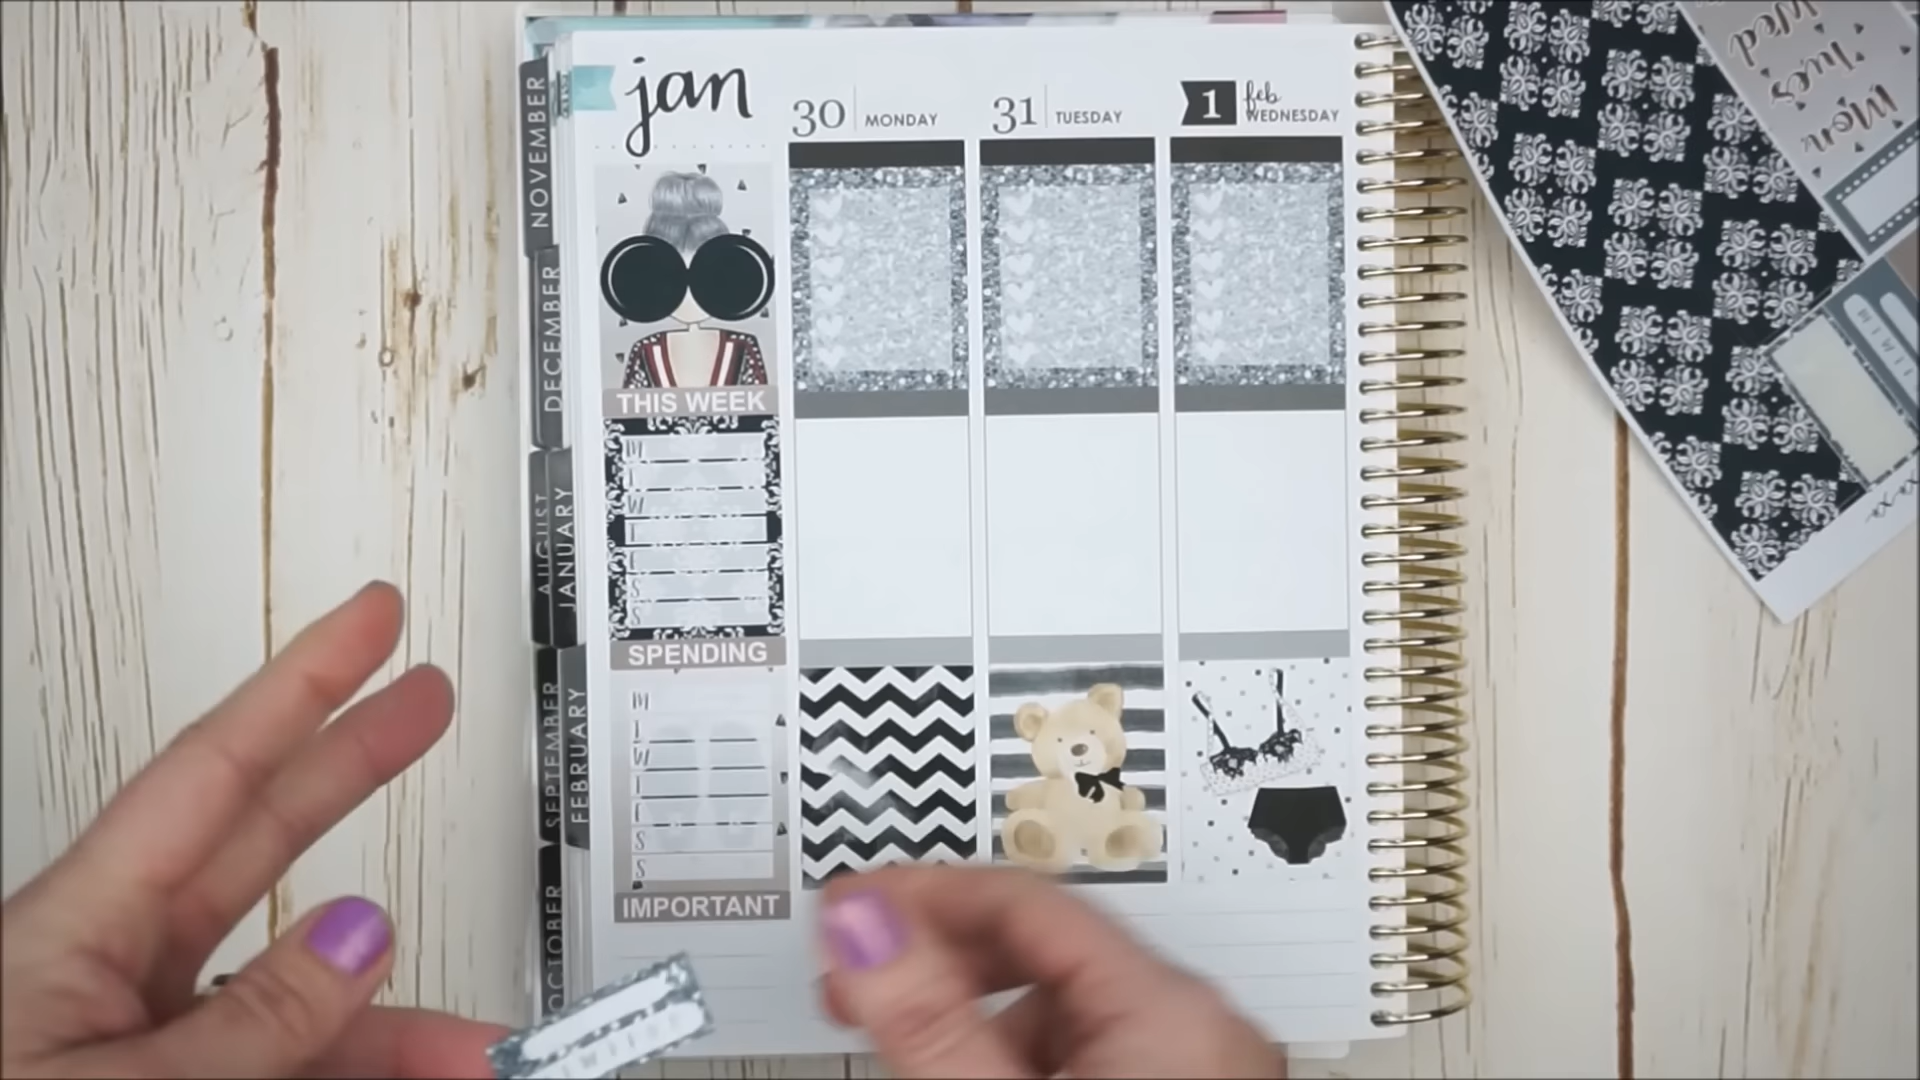 jan
30 MONDAY
31 TUESDAY
1 feb WEDNESDAY
THIS WEEK
M
T
W
T
F
S
S
SPENDING
M
T
W
T
F
S
S
IMPORTANT
NOVEMBER
DECEMBER
AUGUST
JANUARY
SEPTEMBER
FEBRUARY
OCTOBER
Mon
Tues
Wed